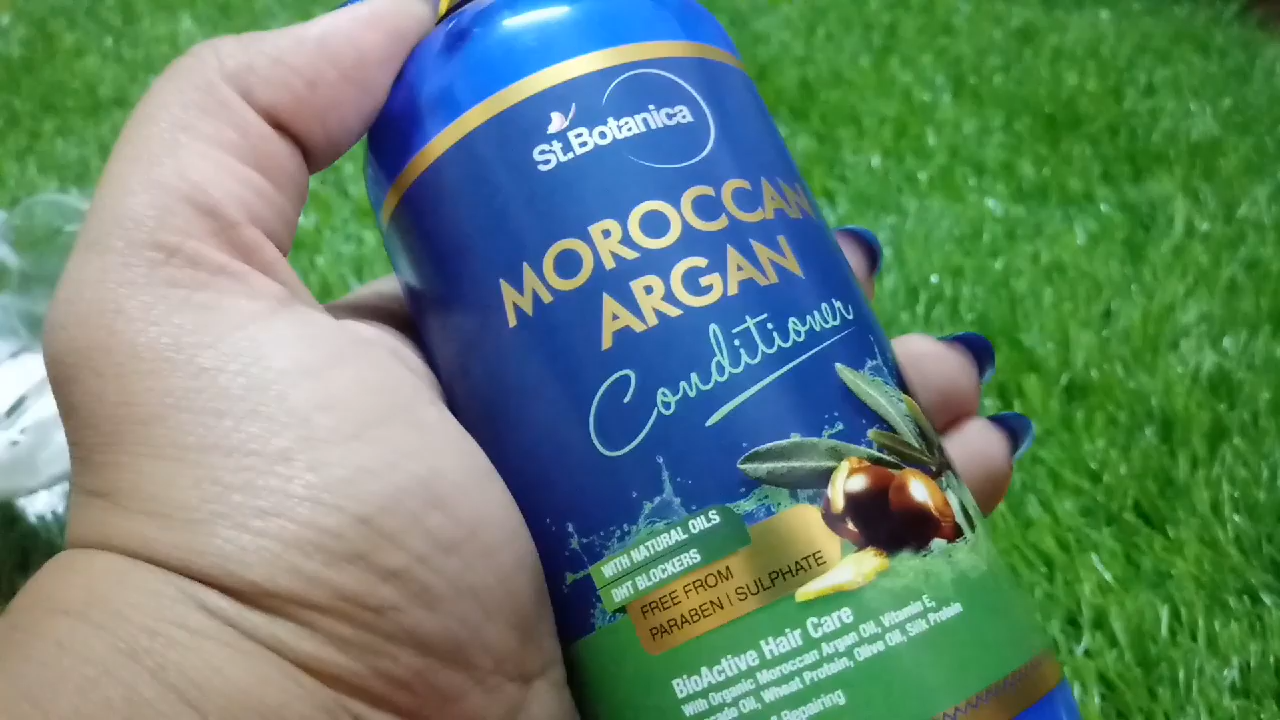 St.Botanica
MOROCCAN
ARGAN
Conditioner
WITH NATURAL OILS
DHT BLOCKERS
FREE FROM
PARABEN | SULPHATE
BioActive Hair Care
With Organic Moroccan Argan Oil, Vitamin E,
Oil, Wheat Protein, Olive Oil, Silk Protein
Repairing